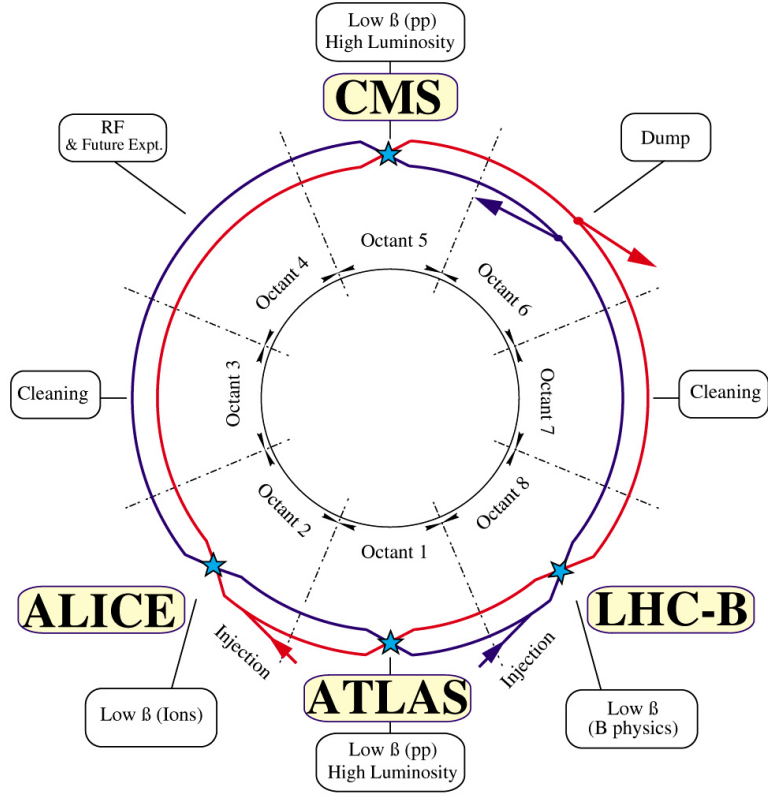 Low ß (pp)
High Luminosity
CMS
RF
& Future Expt.
Dump
Octant 5
Octant 4
Octant 6
Cleaning
Octant 3
Octant 7
Cleaning
Octant 2
Octant 8
Octant 1
ALICE
LHC-B
Injection
Injection
ATLAS
Low ß (Ions)
Low ß
(B physics)
Low ß (pp)
High Luminosity